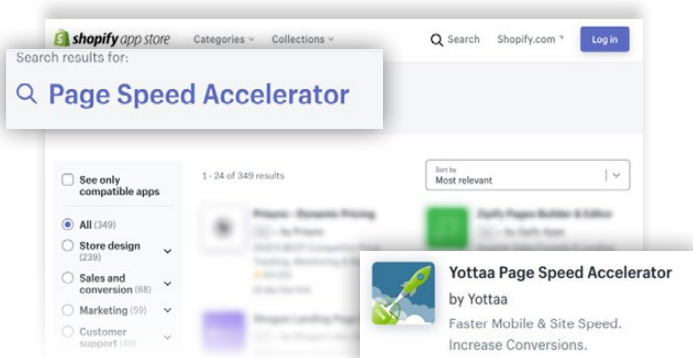 shopify app store Categories Collections Search Shopify.com Log in
Search results for:
Page Speed Accelerator
See only
compatible apps
1 - 24 of 349 results
Sort by
Most relevant
All (349)
Store design
(239)
Sales and
conversion (68)
Marketing (59)
Customer
support (49)
Yottaa Page Speed Accelerator
by Yottaa
Faster Mobile & Site Speed.
Increase Conversions.